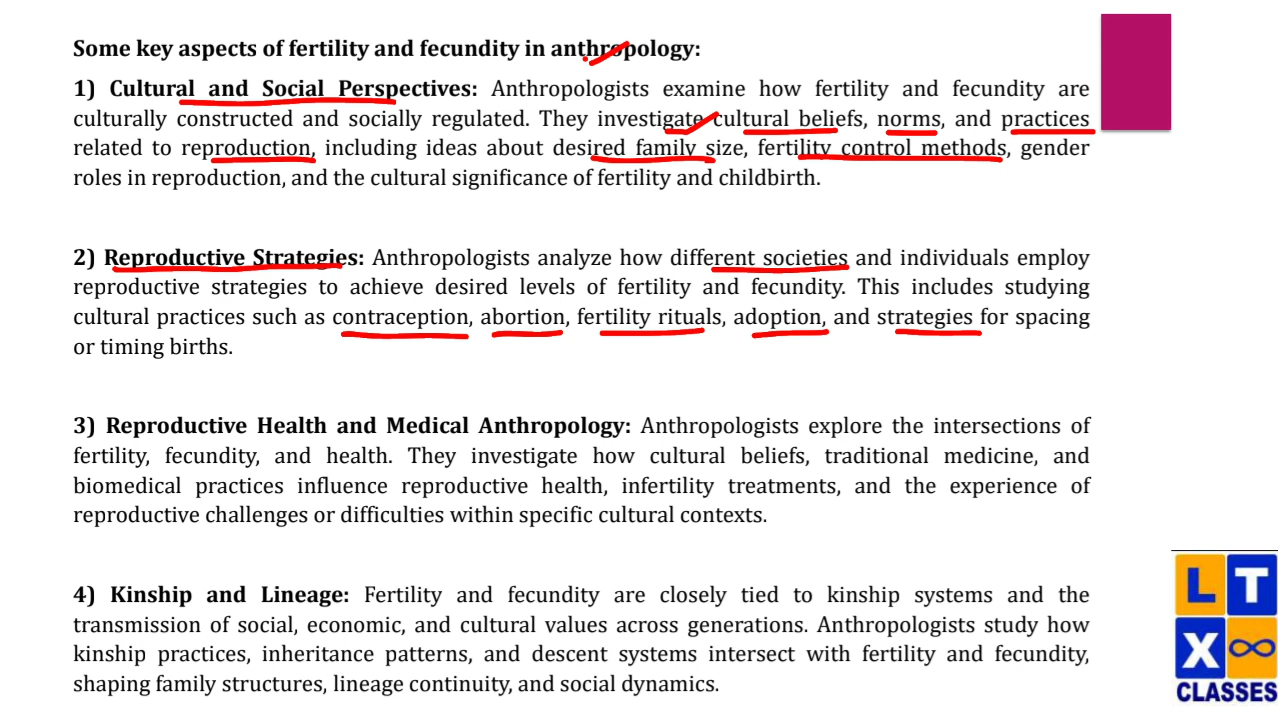 Some key aspects of fertility and fecundity in anthropology:
1) Cultural and Social Perspectives: Anthropologists examine how fertility and fecundity are
culturally constructed and socially regulated. They investigate cultural beliefs, norms, and practices
related to reproduction, including ideas about desired family size, fertility control methods, gender
roles in reproduction, and the cultural significance of fertility and childbirth.
2) Reproductive Strategies: Anthropologists analyze how different societies and individuals employ
reproductive strategies to achieve desired levels of fertility and fecundity. This includes studying
cultural practices such as contraception, abortion, fertility rituals, adoption, and strategies for spacing
or timing births.
3) Reproductive Health and Medical Anthropology: Anthropologists explore the intersections of
fertility, fecundity, and health. They investigate how cultural beliefs, traditional medicine, and
biomedical practices influence reproductive health, infertility treatments, and the experience of
reproductive challenges or difficulties within specific cultural contexts.
4) Kinship and Lineage: Fertility and fecundity are closely tied to kinship systems and the
transmission of social, economic, and cultural values across generations. Anthropologists study how
kinship practices, inheritance patterns, and descent systems intersect with fertility and fecundity,
shaping family structures, lineage continuity, and social dynamics.
L T
X ∞
CLASSES